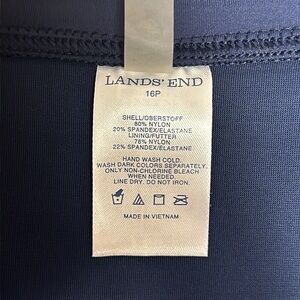 LANDS' END
16P
SHELL/OBERSTOFF
80% NYLON
20% SPANDEX/ELASTANE
LINING/FUTTER
78% NYLON
22% SPANDEX/ELASTANE
HAND WASH COLD.
WASH DARK COLORS SEPARATELY.
ONLY NON-CHLORINE BLEACH
WHEN NEEDED.
LINE DRY. DO NOT IRON.
MADE IN VIETNAM